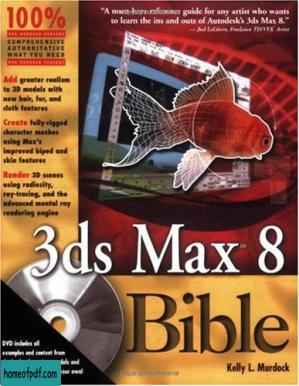 100%
ONE HUNDRED PERCENT
COMPREHENSIVE
AUTHORITATIVE
WHAT YOU NEED
ONE HUNDRED PERCENT
"A must-have reference guide for any artist who wants
to learn the ins and outs of Autodesk's 3ds Max 8."
Freelance TD/VFX Artist
Add greater realism
to 3D models with
new hair, fur, and
cloth features
Create fully-rigged
character meshes
using Max's
improved biped and
skin features
Render 3D scenes
using radiosity,
ray-tracing, and the
advanced mental ray
rendering engine
3ds Max 8
Bible
DVD includes all
examples and content from
your own!
Kelly L. Murdock
homeofpdf.com